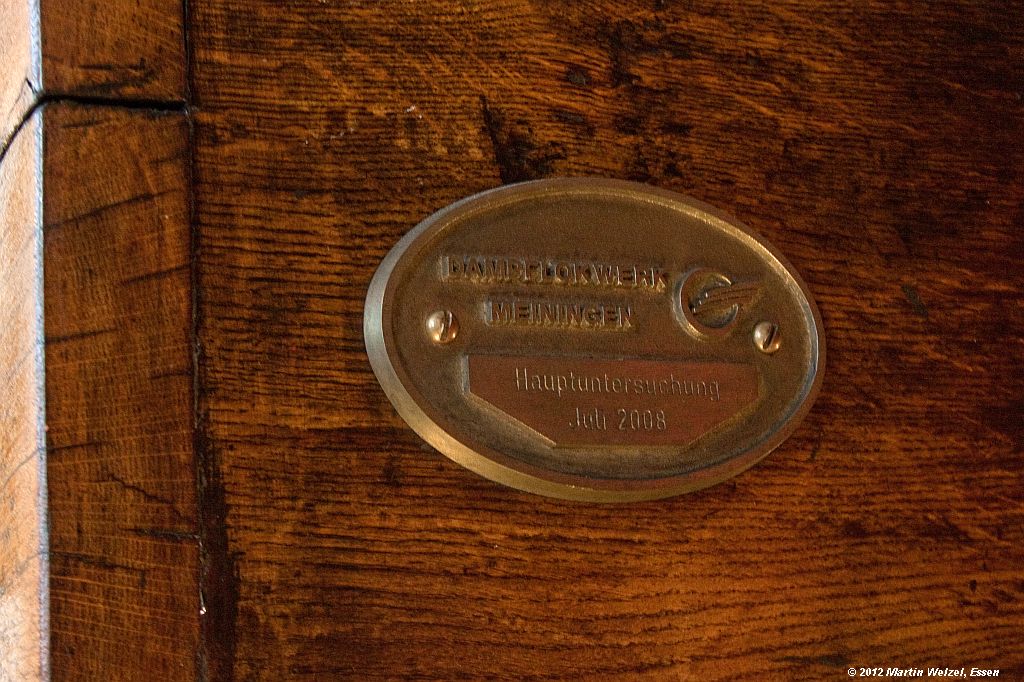 DAMPFLOKWERK
MEININGEN
Hauptuntersuchung
Juli 2008
© 2012 Martin Welzel, Essen